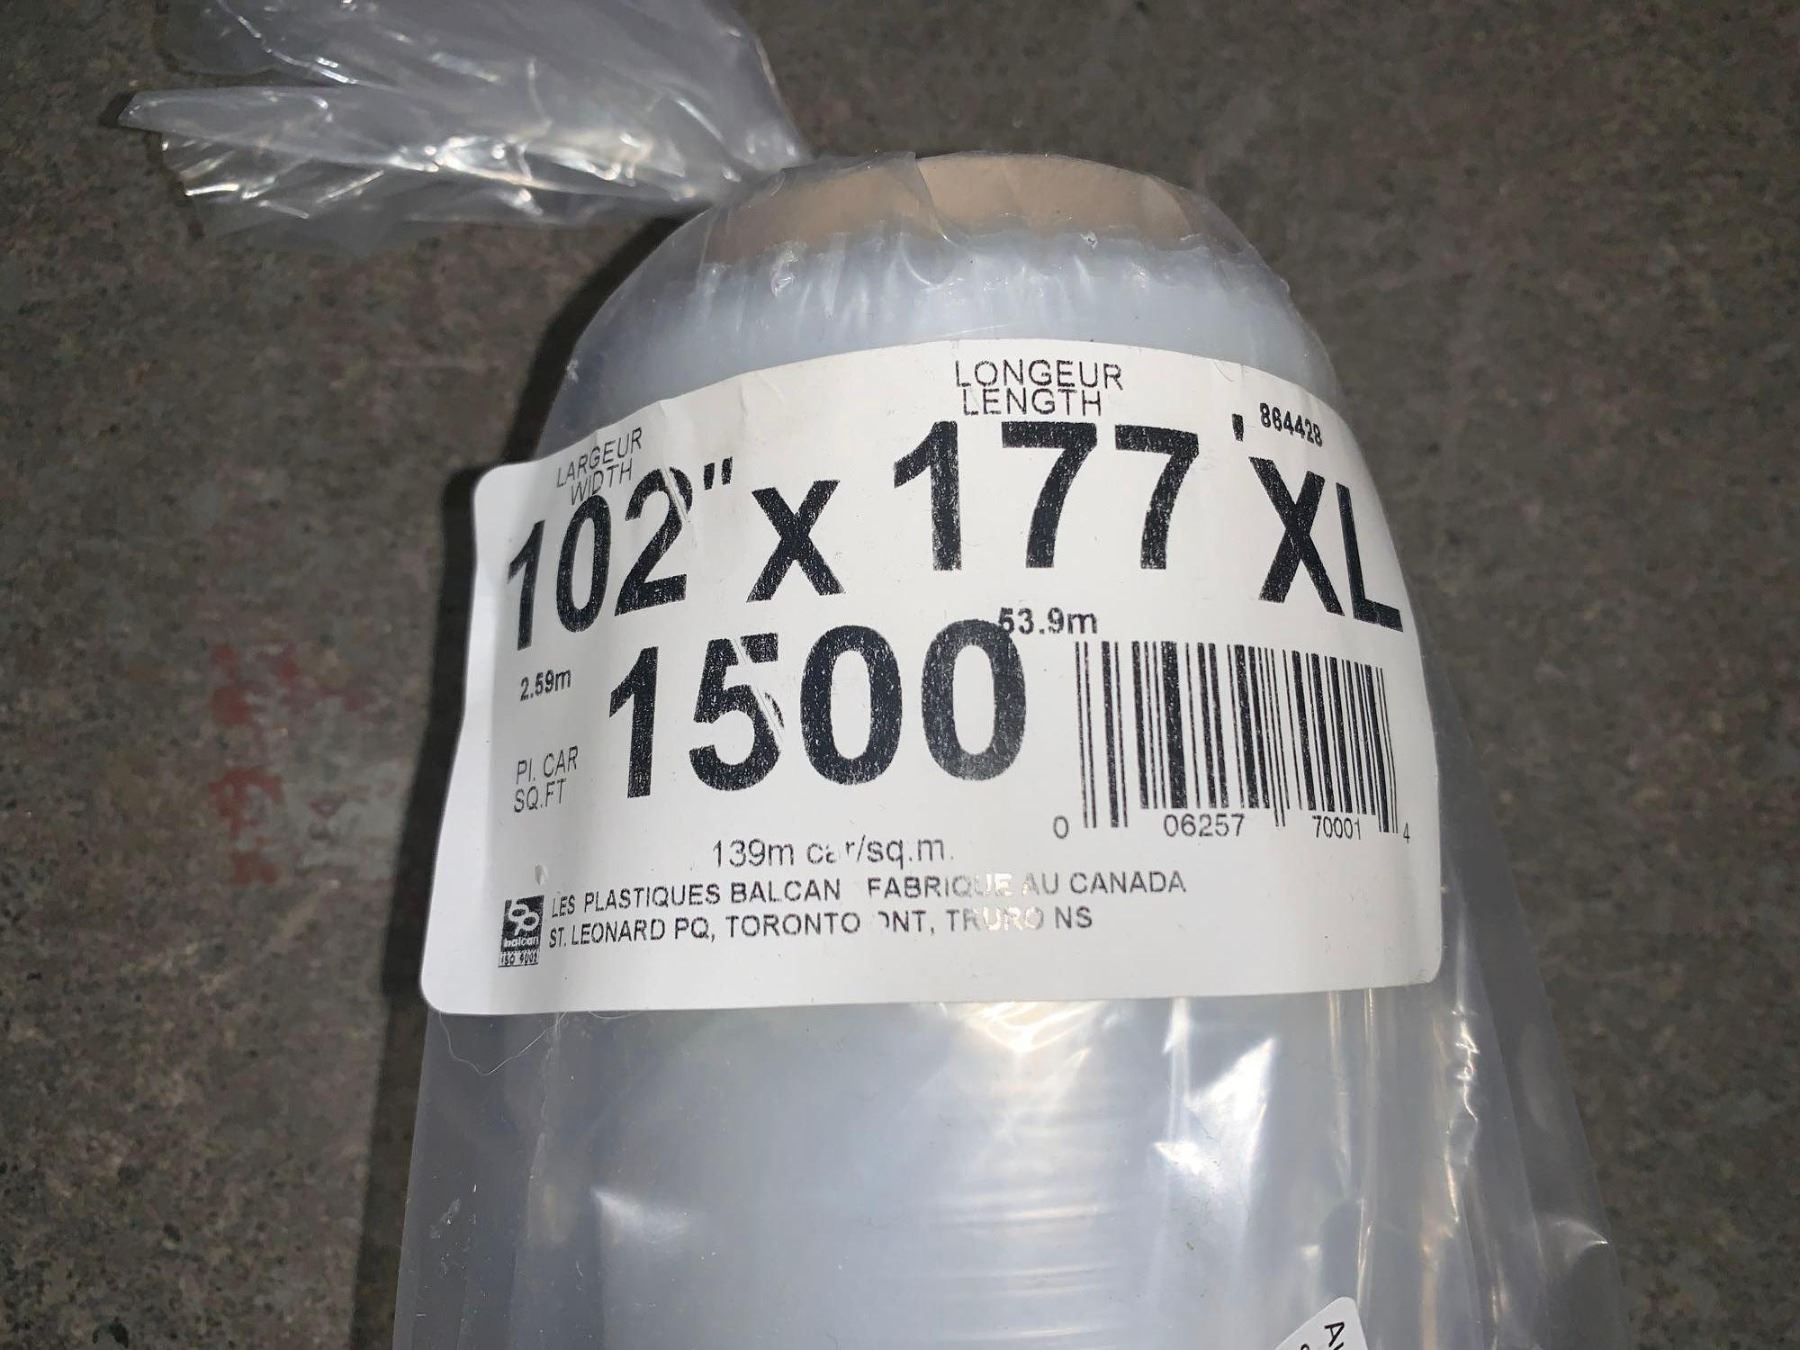 LONGEUR
LENGTH
864428
LARGEUR
WIDTH
102" x 177' XL
53.9m
2.59m
1500
PI. CAR
SQ.FT
0 06257 70001 4
139m car/sq.m.
LES PLASTIQUES BALCAN FABRIQUE AU CANADA
ST. LEONARD PQ, TORONTO ONT, TRURO NS
balcan